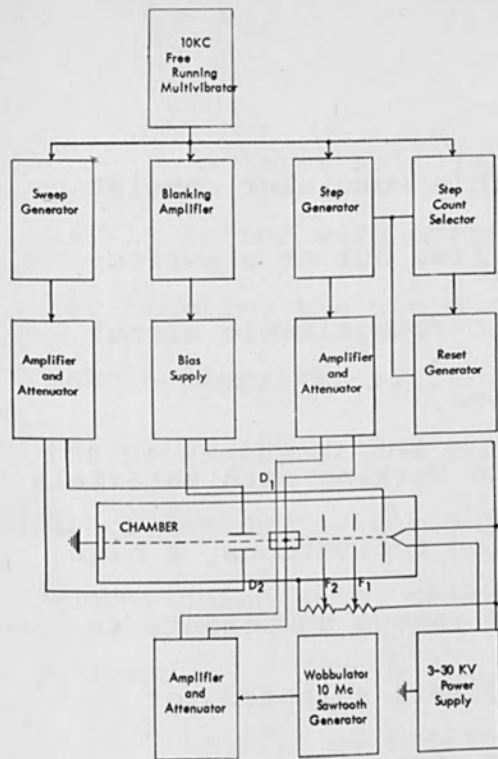 10KC
Free
Running
Multivibrator
Sweep
Generator
Blanking
Amplifier
Step
Generator
Step
Count
Selector
Amplifier
and
Attenuator
Bias
Supply
Amplifier
and
Attenuator
Reset
Generator
D1
CHAMBER
D2
F2
F1
Amplifier
and
Attenuator
Wobbulator
10 Mc
Sawtooth
Generator
3-30 KV
Power
Supply